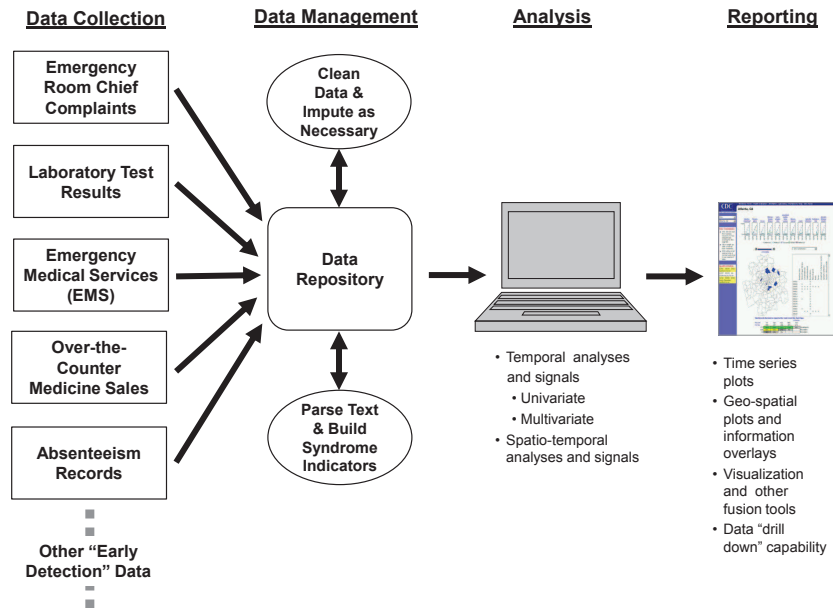 Data Collection
Data Management
Analysis
Reporting
Emergency
Room Chief
Complaints
Laboratory Test
Results
Emergency
Medical Services
(EMS)
Over-the-
Counter
Medicine Sales
Absenteeism
Records
Other “Early
Detection” Data
Clean
Data &
Impute as
Necessary
Data
Repository
Parse Text
& Build
Syndrome
Indicators
• Temporal analyses
and signals
• Univariate
• Multivariate
• Spatio-temporal
analyses and signals
CDC
• Time series
plots
• Geo-spatial
plots and
information
overlays
• Visualization
and other
fusion tools
• Data “drill
down” capability